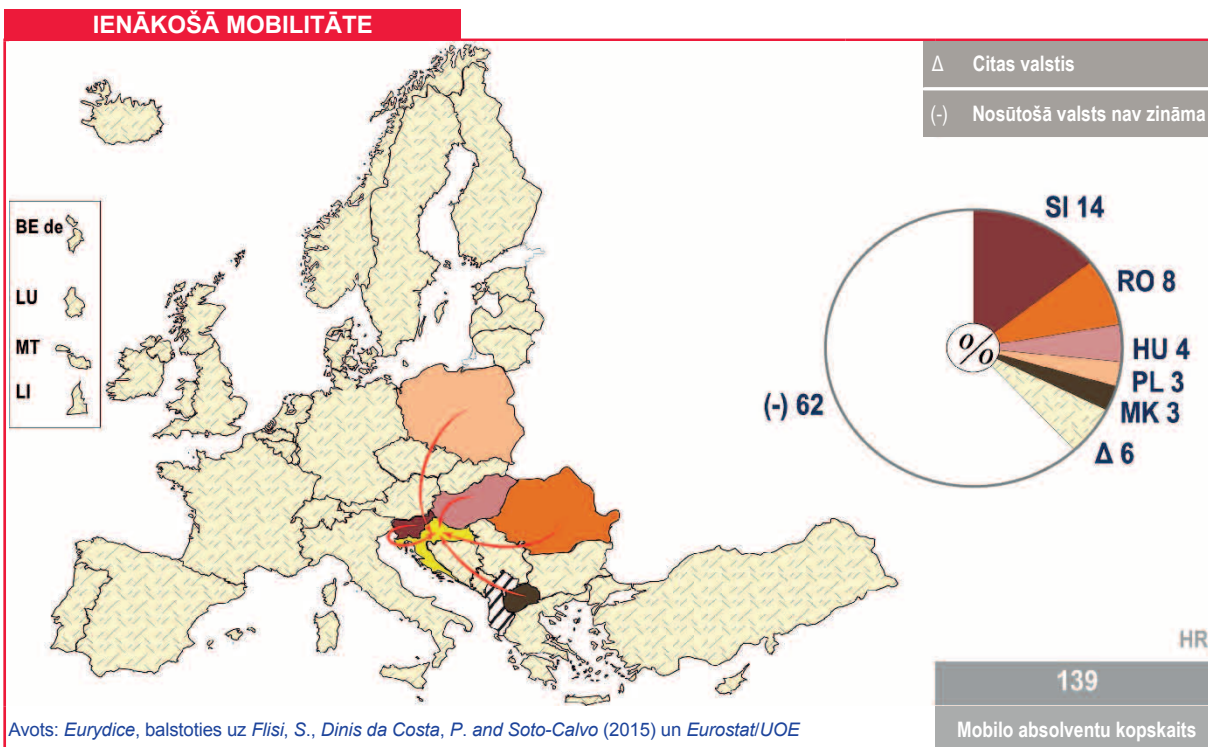 IENĀKOŠĀ MOBILITĀTE
Δ Citas valstis
(-) Nosūtošā valsts nav zināma
BE de
LU
MT
LI
SI 14
RO 8
HU 4
PL 3
MK 3
Δ 6
(-) 62
%
HR
139
Mobilo absolventu kopskaits
Avots: Eurydice, balstoties uz Flisi, S., Dinis da Costa, P. and Soto-Calvo (2015) un Eurostat/UOE